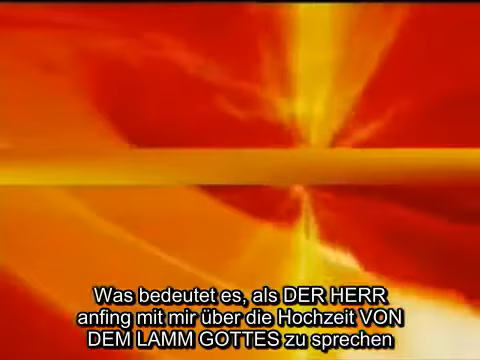 Was bedeutet es, als DER HERR
anfing mit mir über die Hochzeit VON
DEM LAMM GOTTES zu sprechen